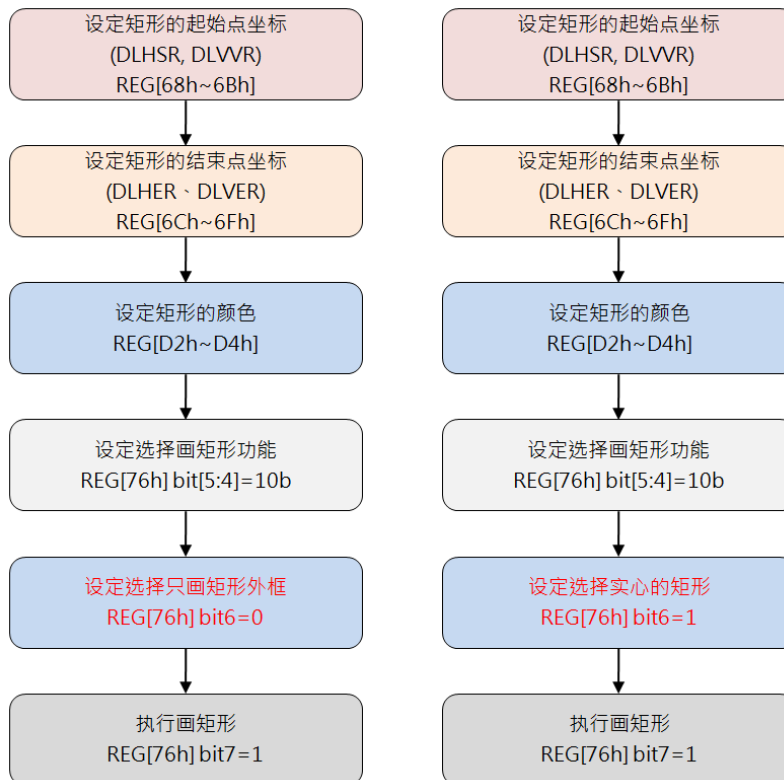 设定矩形的起始点坐标
(DLHSR, DLVVR)
REG[68h~6Bh]
设定矩形的结束点坐标
(DLHER、DLVER)
REG[6Ch~6Fh]
设定矩形的颜色
REG[D2h~D4h]
设定选择画矩形功能
REG[76h] bit[5:4]=10b
设定选择只画矩形外框
REG[76h] bit6=0
执行画矩形
REG[76h] bit7=1
设定矩形的起始点坐标
(DLHSR, DLVVR)
REG[68h~6Bh]
设定矩形的结束点坐标
(DLHER、DLVER)
REG[6Ch~6Fh]
设定矩形的颜色
REG[D2h~D4h]
设定选择画矩形功能
REG[76h] bit[5:4]=10b
设定选择实心的矩形
REG[76h] bit6=1
执行画矩形
REG[76h] bit7=1